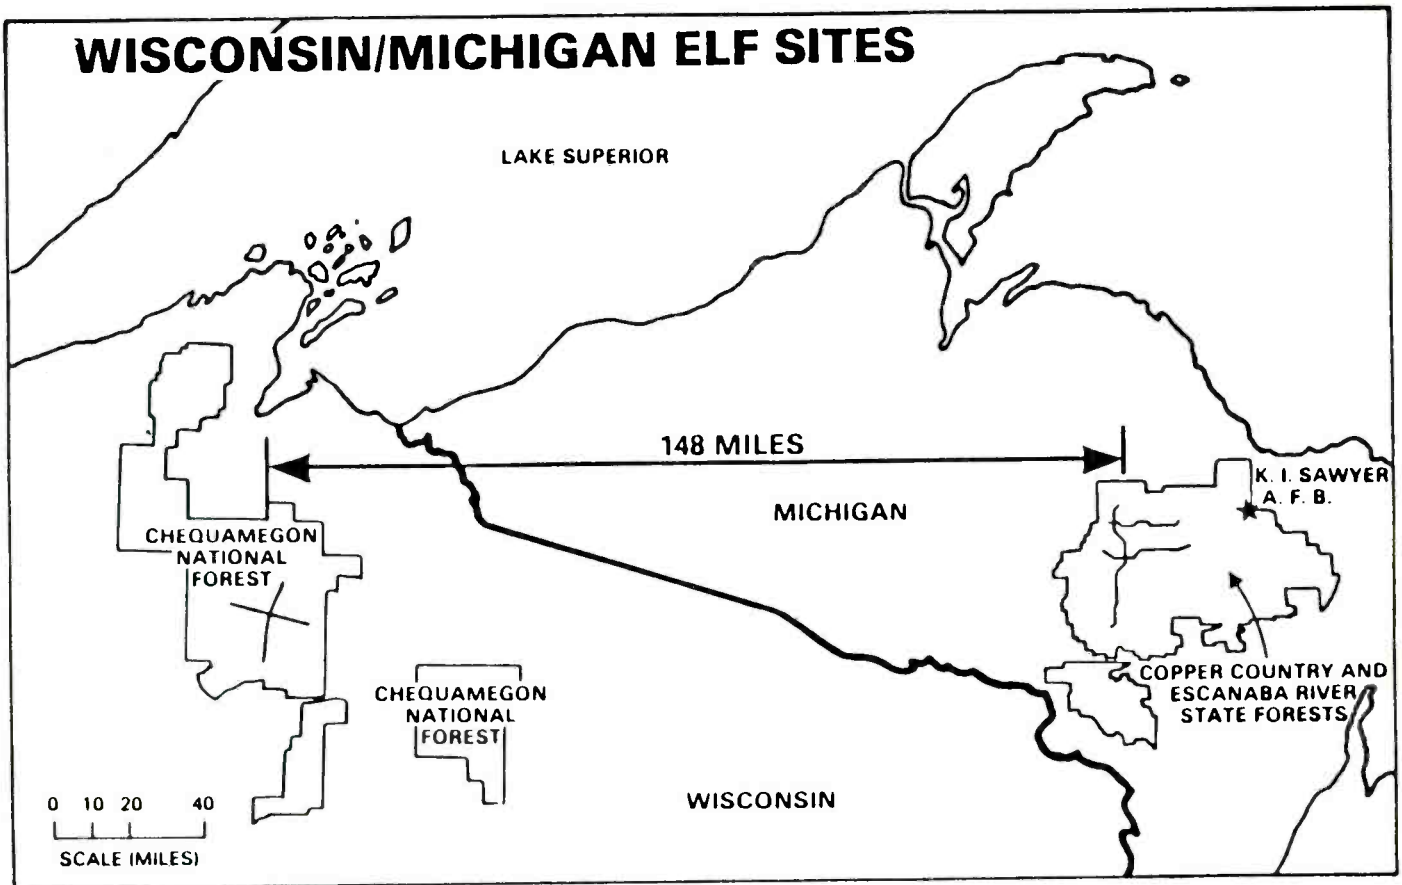 WISCONSIN/MICHIGAN ELF SITES
LAKE SUPERIOR
148 MILES
K. I. SAWYER
A. F. B.
MICHIGAN
CHEQUAMEGON
NATIONAL
FOREST
COPPER COUNTRY AND
ESCANABA RIVER
STATE FORESTS
CHEQUAMEGON
NATIONAL
FOREST
WISCONSIN
0 10 20 40
SCALE (MILES)